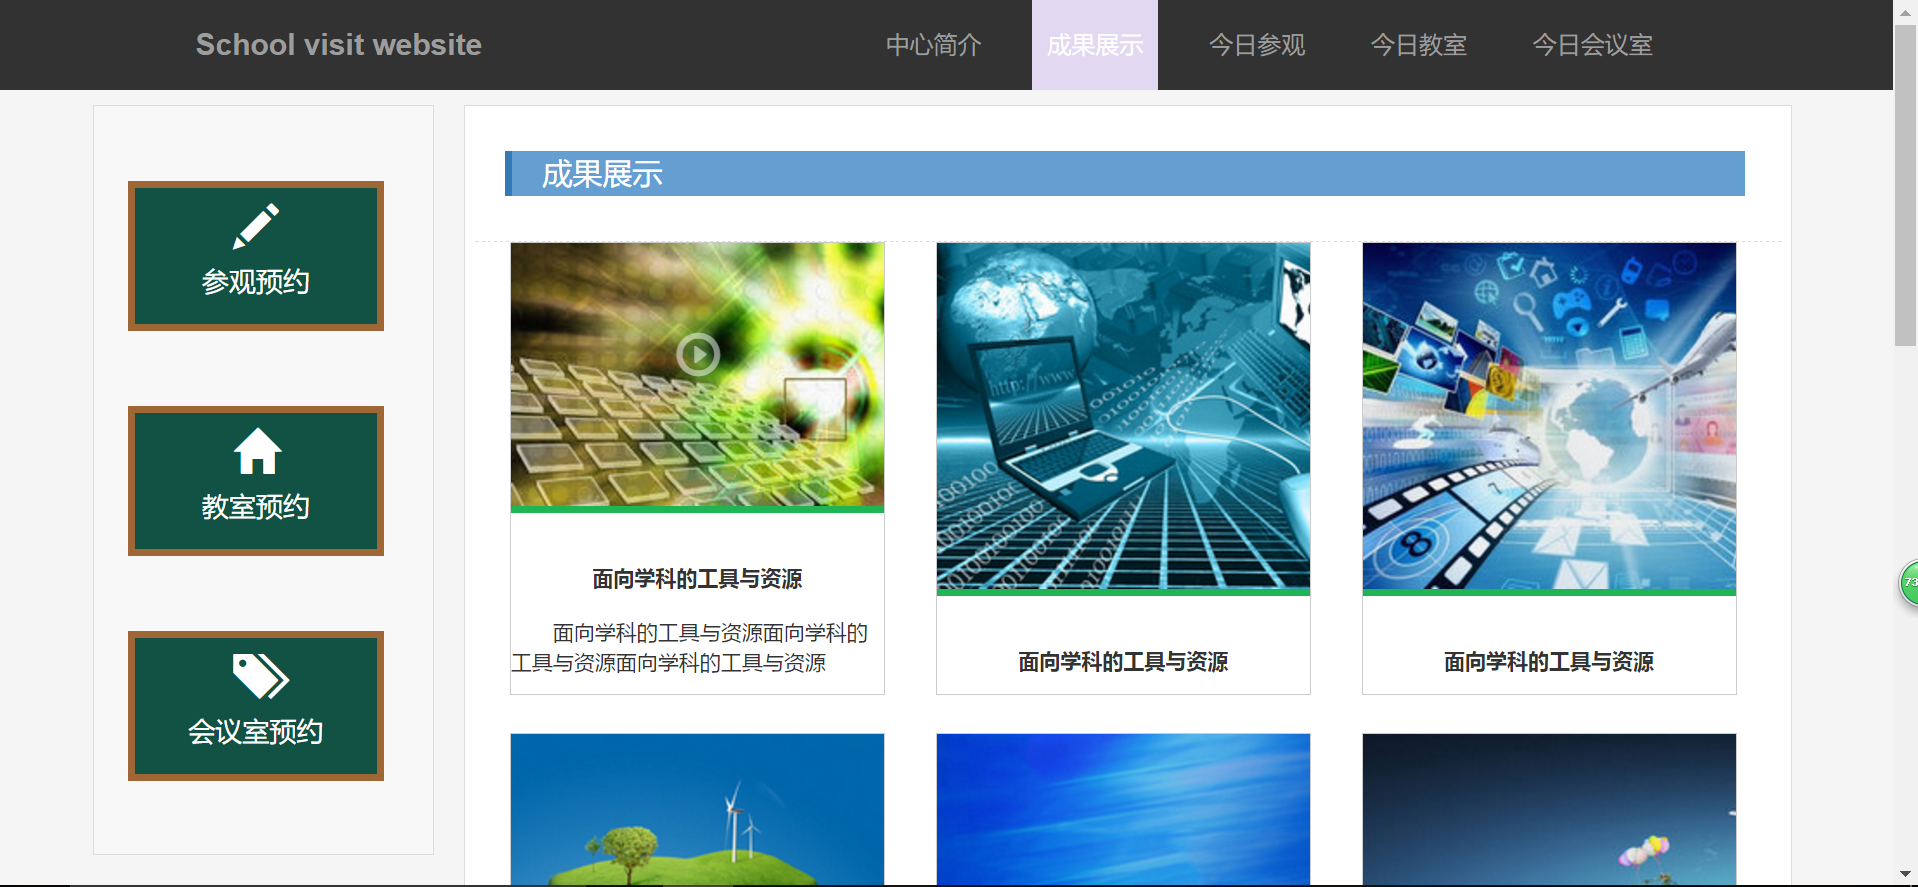 School visit website
中心简介
成果展示
今日参观
今日教室
今日会议室
参观预约
教室预约
会议室预约
成果展示
http://www
8
7
面向学科的工具与资源
面向学科的工具与资源面向学科的
工具与资源面向学科的工具与资源
面向学科的工具与资源
面向学科的工具与资源
73